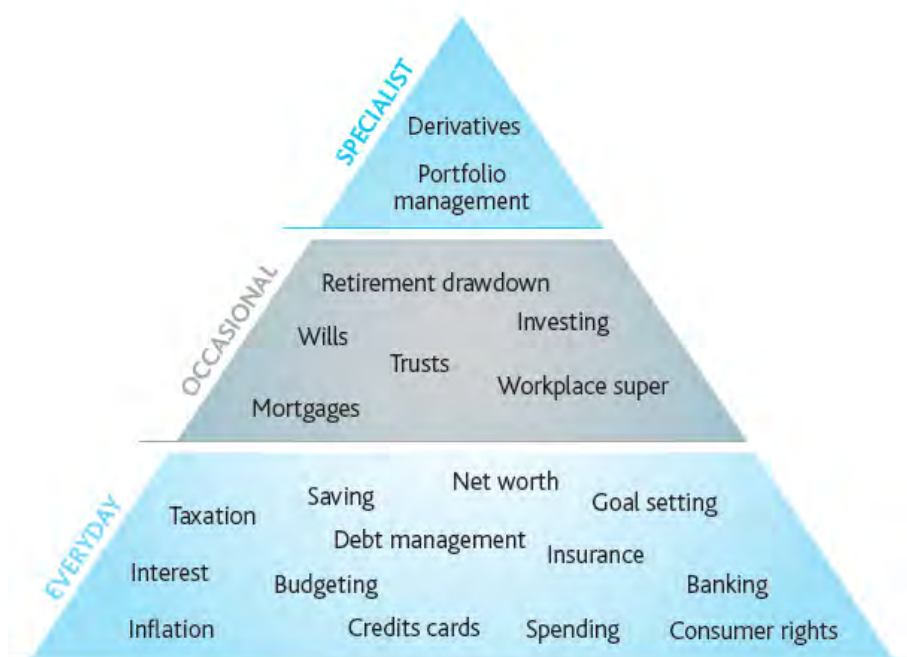 SPECIALIST
Derivatives
Portfolio
management
OCCASIONAL
Retirement drawdown
Investing
Wills
Trusts
Workplace super
Mortgages
EVERYDAY
Net worth
Saving
Goal setting
Taxation
Debt management
Insurance
Interest
Budgeting
Banking
Inflation
Credits cards
Spending
Consumer rights